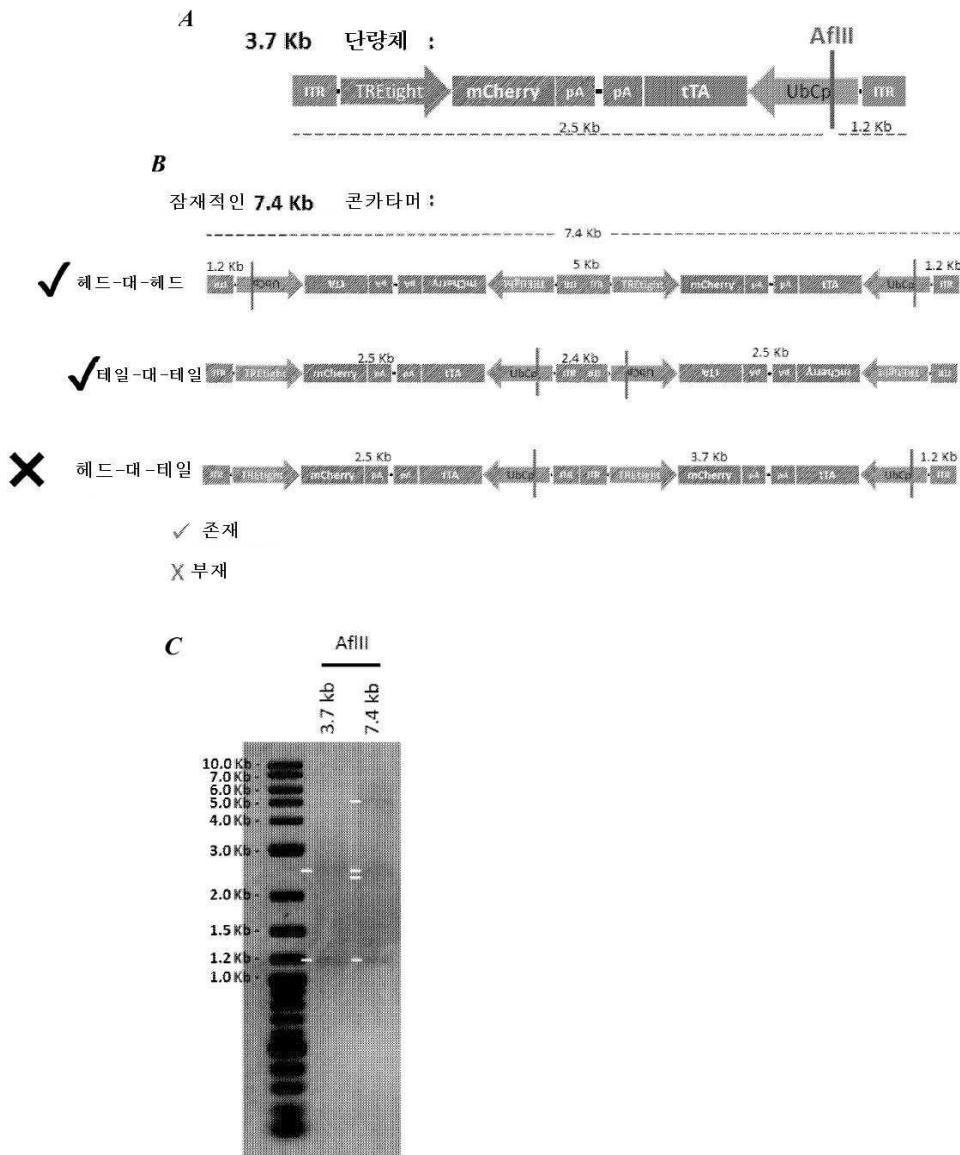 A
3.7 Kb 단량체 :
AflII
ITR TREtight mCherry pA pA tTA UbCp ITR
2.5 Kb 1.2 Kb
B
잠재적인 7.4 Kb 콘카타머 :
7.4 Kb
1.2 Kb 5 Kb 1.2 Kb
헤드-대-헤드 ITR UbCp tTA pA pA mCherry TREtight ITR ITR TREtight mCherry pA pA tTA UbCp ITR
2.5 Kb 2.4 Kb 2.5 Kb
테일-대-테일 ITR TREtight mCherry pA pA tTA UbCp ITR ITR UbCp tTA pA pA mCherry TREtight ITR
2.5 Kb 3.7 Kb 1.2 Kb
헤드-대-테일 ITR TREtight mCherry pA pA tTA UbCp ITR ITR TREtight mCherry pA pA tTA UbCp ITR
✓ 존재
X 부재
C
AflII
3.7 kb 7.4 kb
10.0 Kb -
7.0 Kb -
6.0 Kb -
5.0 Kb -
4.0 Kb -
3.0 Kb -
2.0 Kb -
1.5 Kb -
1.2 Kb -
1.0 Kb -